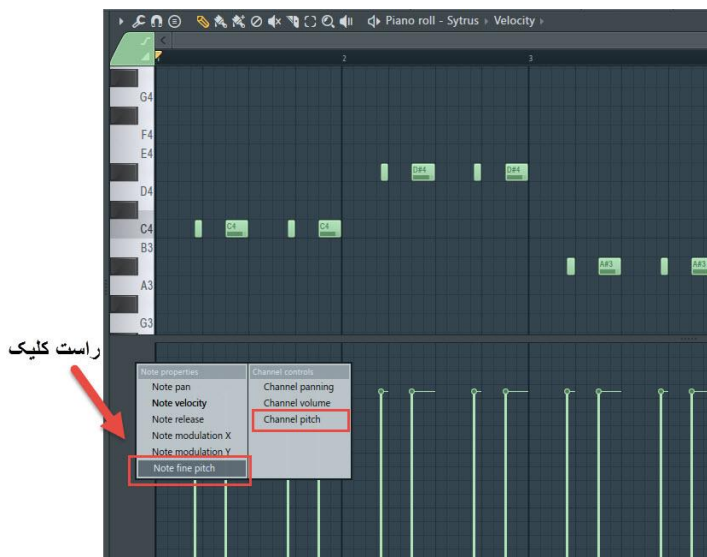 Piano roll - Sytrus ▸ Velocity ▸
2
3
G4
F4
E4
D#4
D#4
D4
C4
C4
C4
B3
A#3
A#3
A3
G3
راست کلیک
Note properties
Channel controls
Note pan
Channel panning
Note velocity
Channel volume
Note release
Channel pitch
Note modulation X
Note modulation Y
Note fine pitch